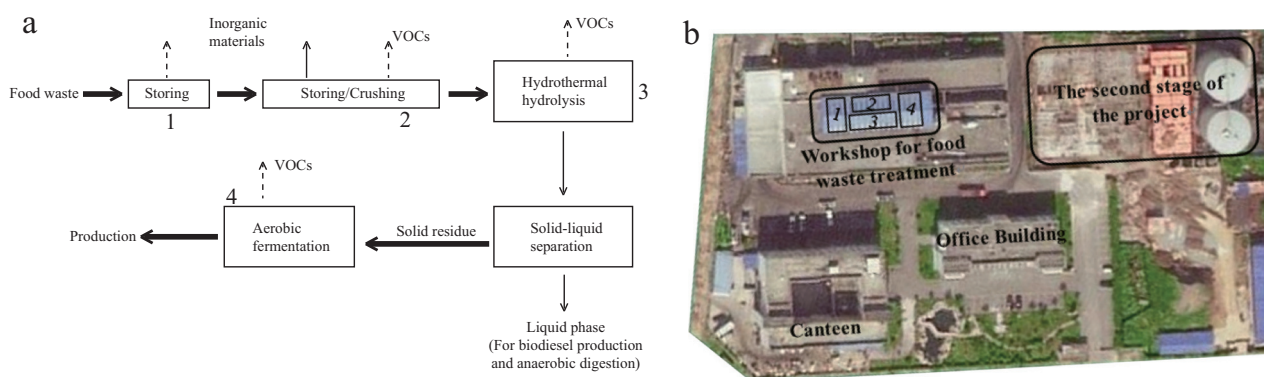 a
Inorganic
materials
VOCs
VOCs
Food waste
Storing
Storing/Crushing
Hydrothermal
hydrolysis
3
1
2
VOCs
4
Production
Aerobic
fermentation
Solid residue
Solid-liquid
separation
Liquid phase
(For biodiesel production
and anaerobic digestion)
b
The second stage of
the project
1
2
3
4
Workshop for food
waste treatment
Office Building
Canteen